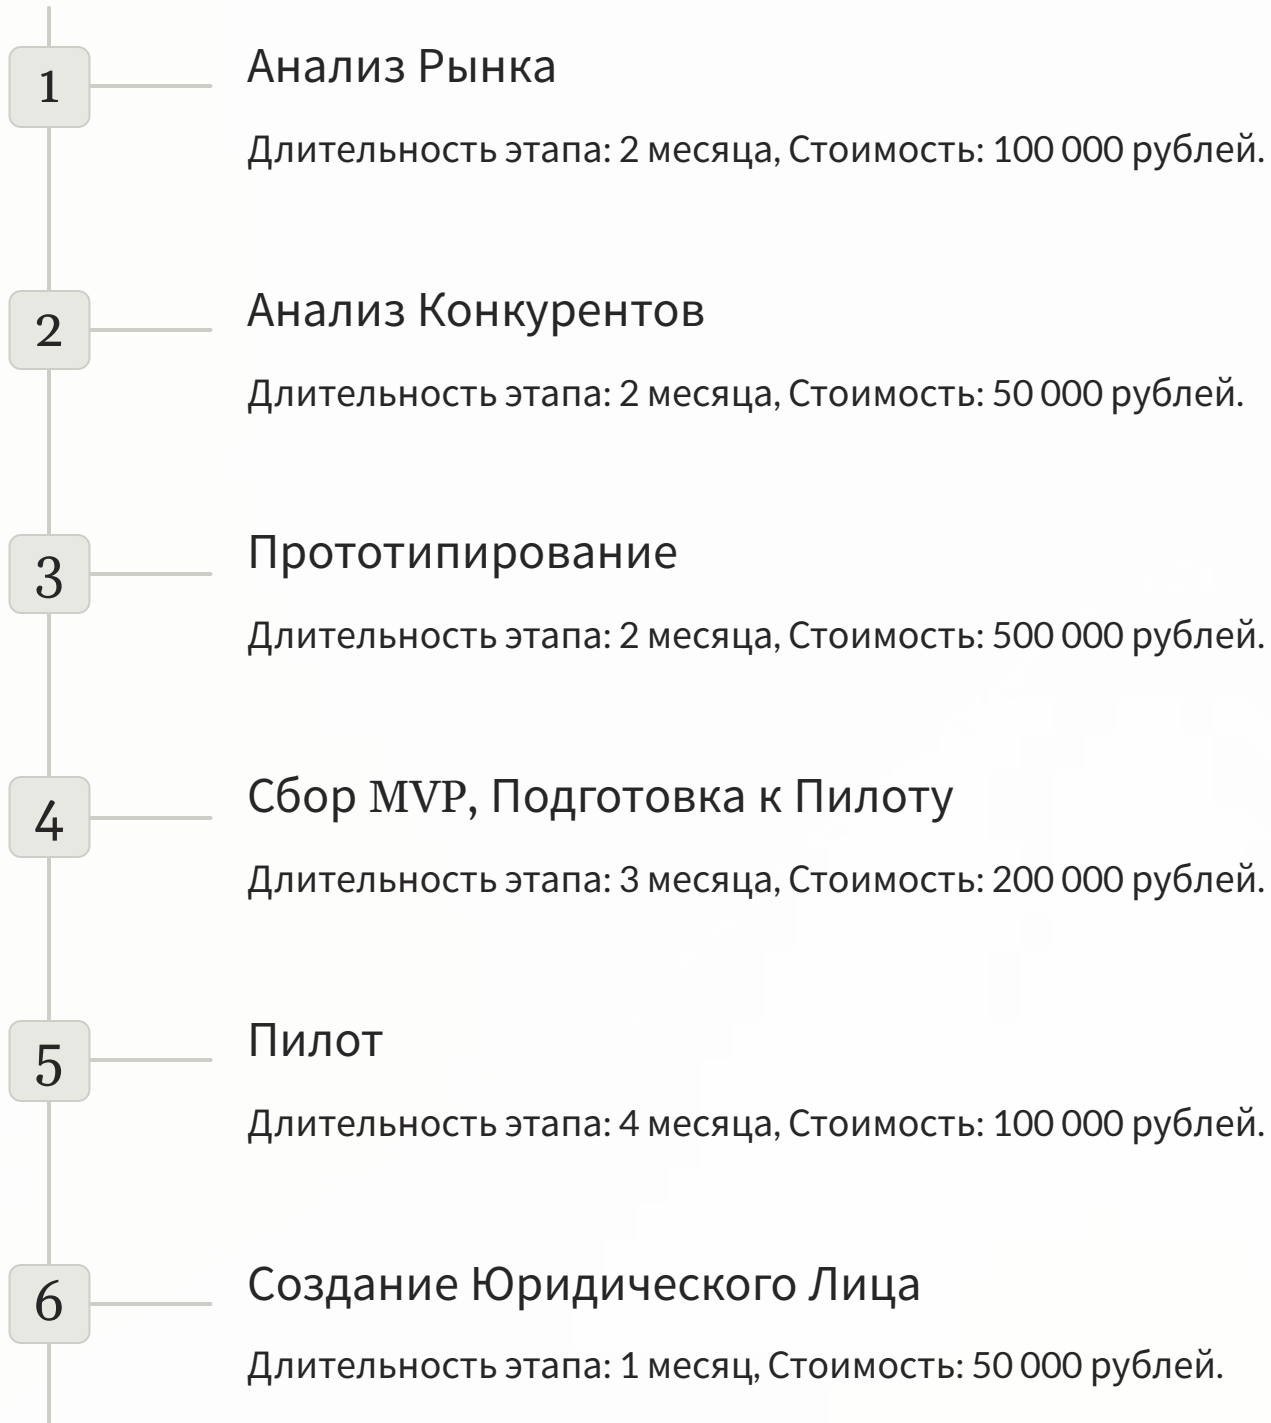 1
Анализ Рынка
Длительность этапа: 2 месяца, Стоимость: 100 000 рублей.
2
Анализ Конкурентов
Длительность этапа: 2 месяца, Стоимость: 50 000 рублей.
3
Прототипирование
Длительность этапа: 2 месяца, Стоимость: 500 000 рублей.
4
Сбор MVP, Подготовка к Пилоту
Длительность этапа: 3 месяца, Стоимость: 200 000 рублей.
5
Пилот
Длительность этапа: 4 месяца, Стоимость: 100 000 рублей.
6
Создание Юридического Лица
Длительность этапа: 1 месяц, Стоимость: 50 000 рублей.